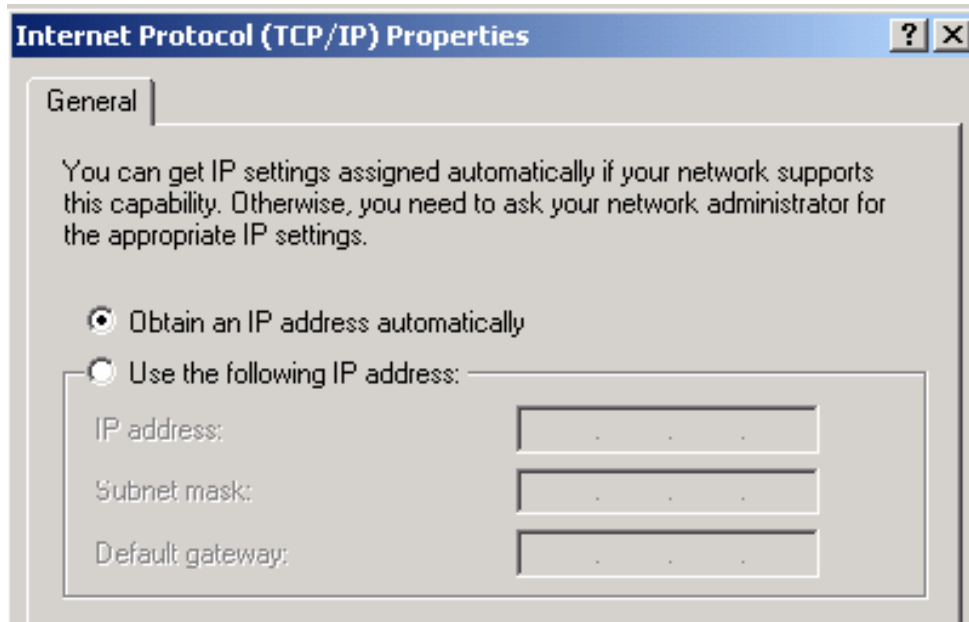 Internet Protocol (TCP/IP) Properties
General
You can get IP settings assigned automatically if your network supports
this capability. Otherwise, you need to ask your network administrator for
the appropriate IP settings.
Obtain an IP address automatically
Use the following IP address:
IP address:
Subnet mask:
Default gateway: